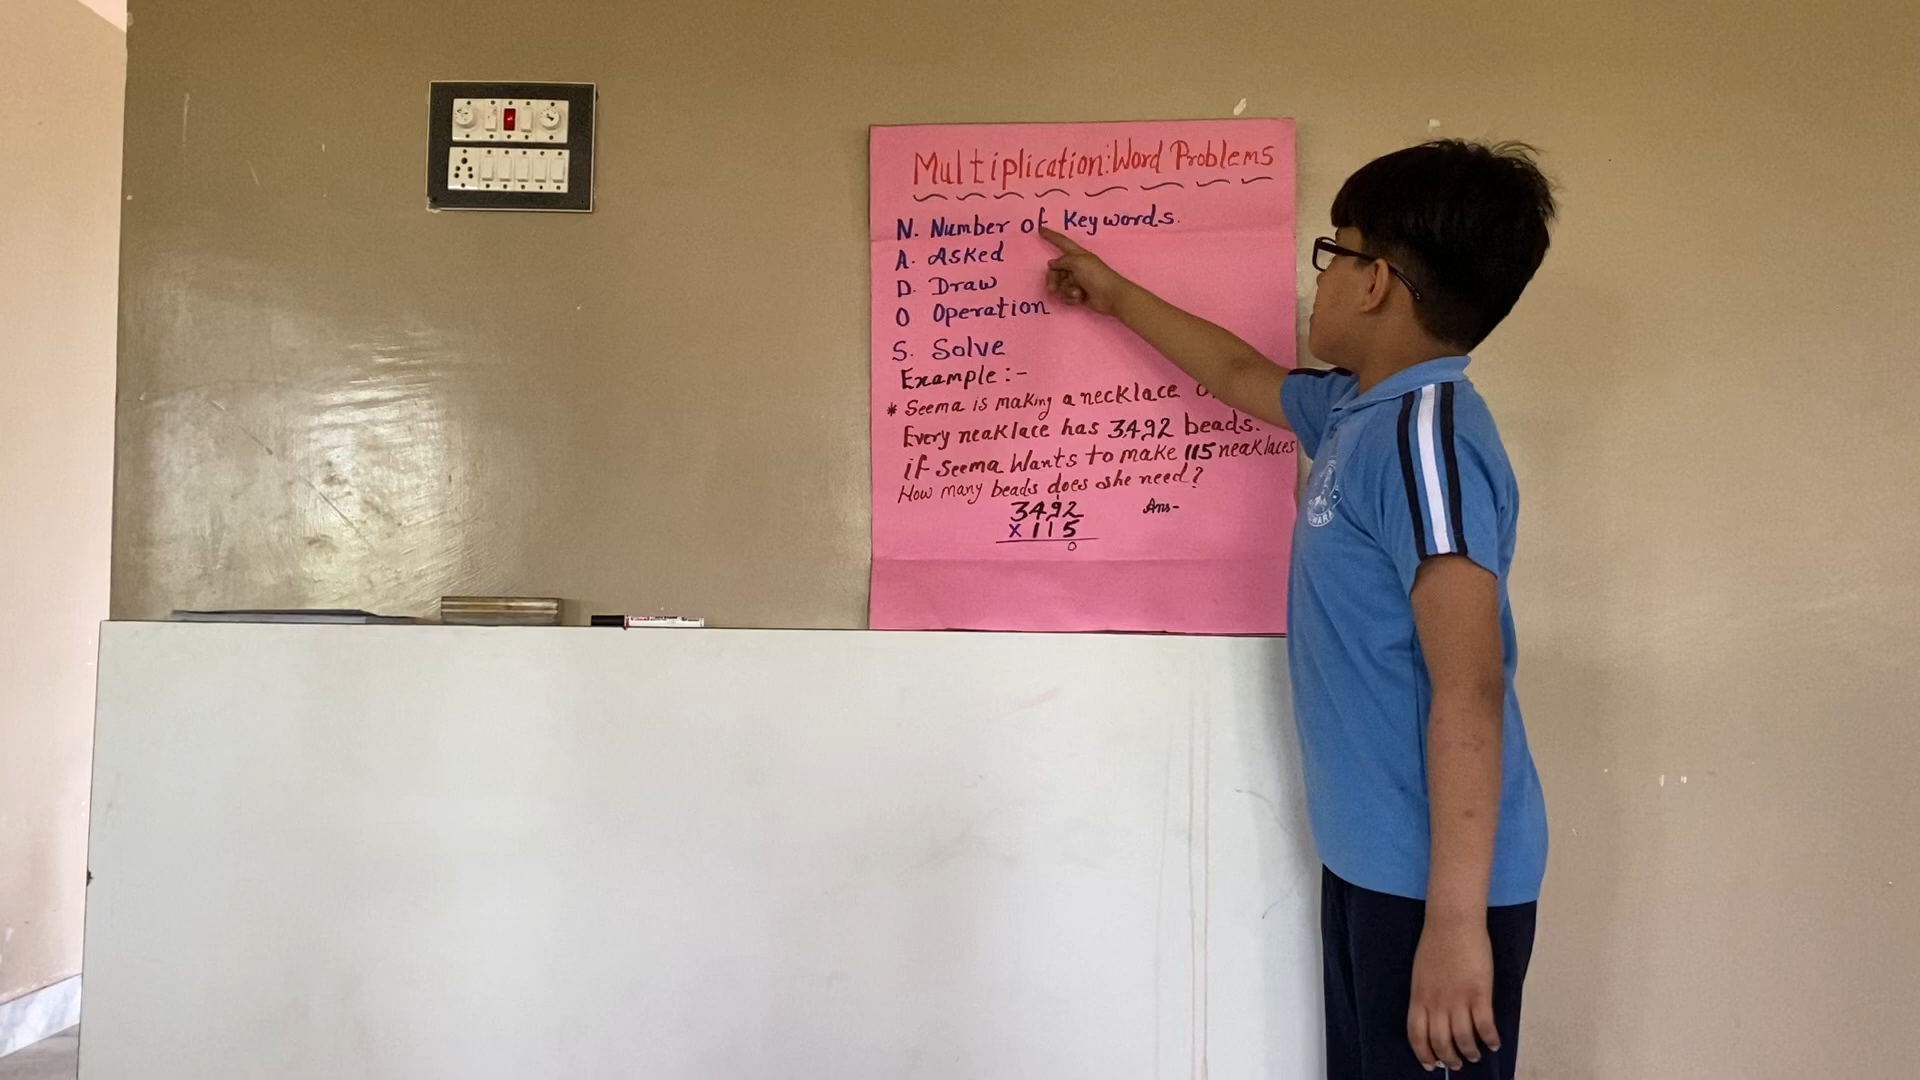 Multiplication: Word Problems
N. Number of Keywords.
A. Asked
D. Draw
O Operation
S. Solve
Example :-
* Seema is making a necklace
Every neaklace has 3492 beads.
if Seema Wants to make 115 neaklaces
How many beads does she need?
3492
x 115
0
Ans-